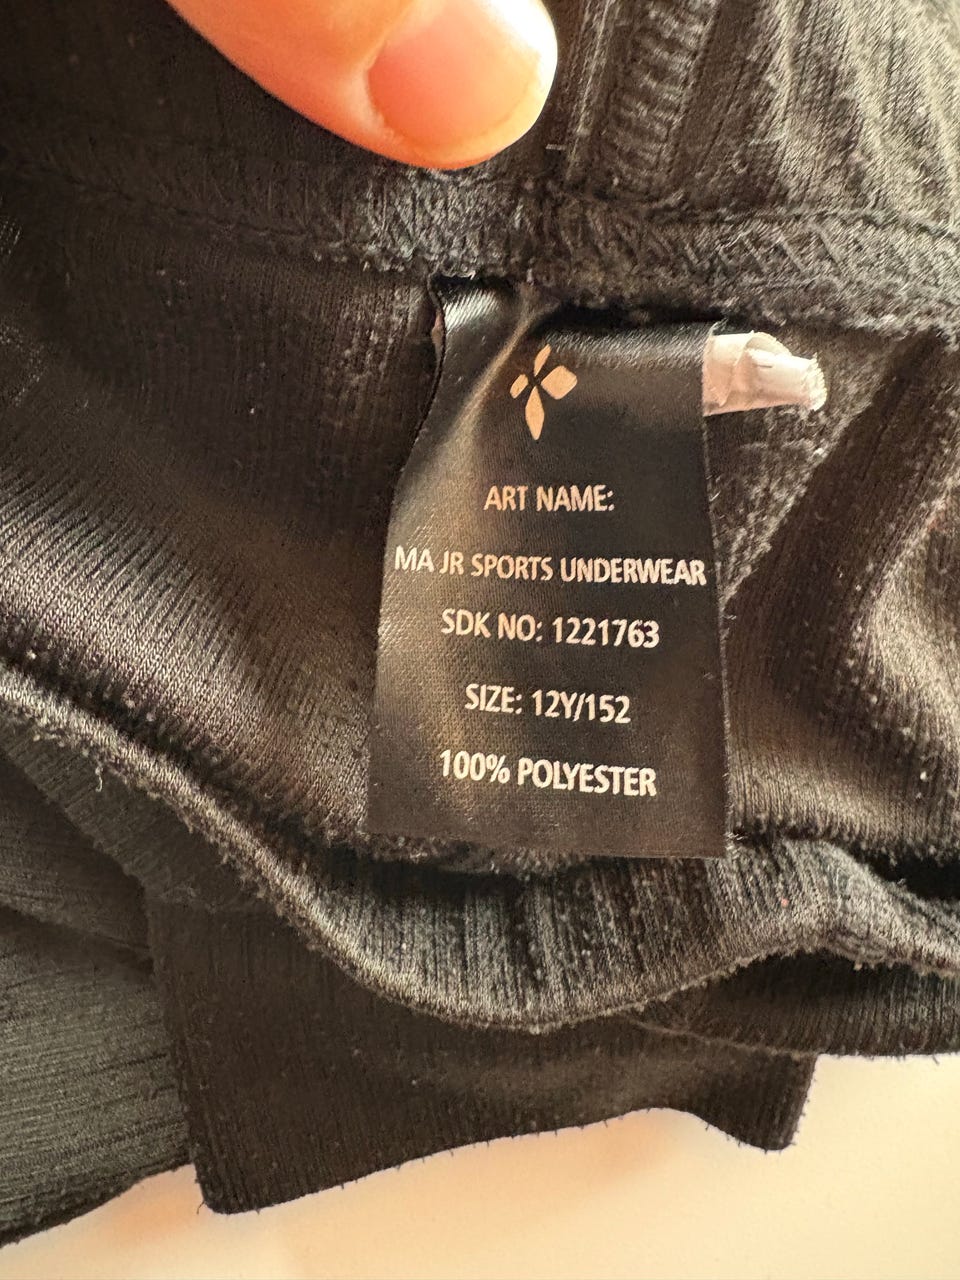 ART NAME:
MA JR SPORTS UNDERWEAR
SDK NO: 1221763
SIZE: 12Y/152
100% POLYESTER